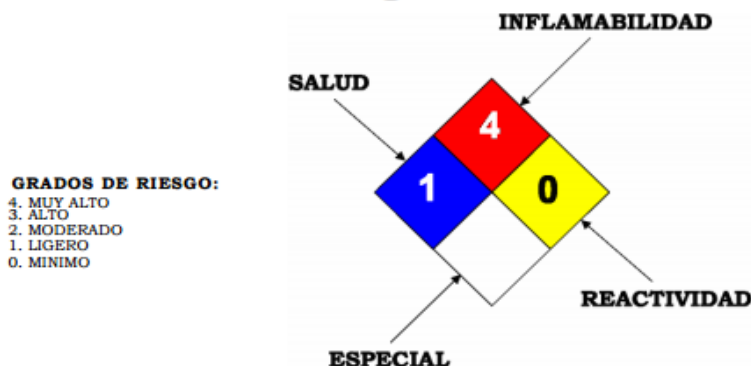 INFLAMABILIDAD
SALUD
4
1
0
GRADOS DE RIESGO:
4. MUY ALTO
3. ALTO
2. MODERADO
1. LIGERO
0. MINIMO
REACTIVIDAD
ESPECIAL